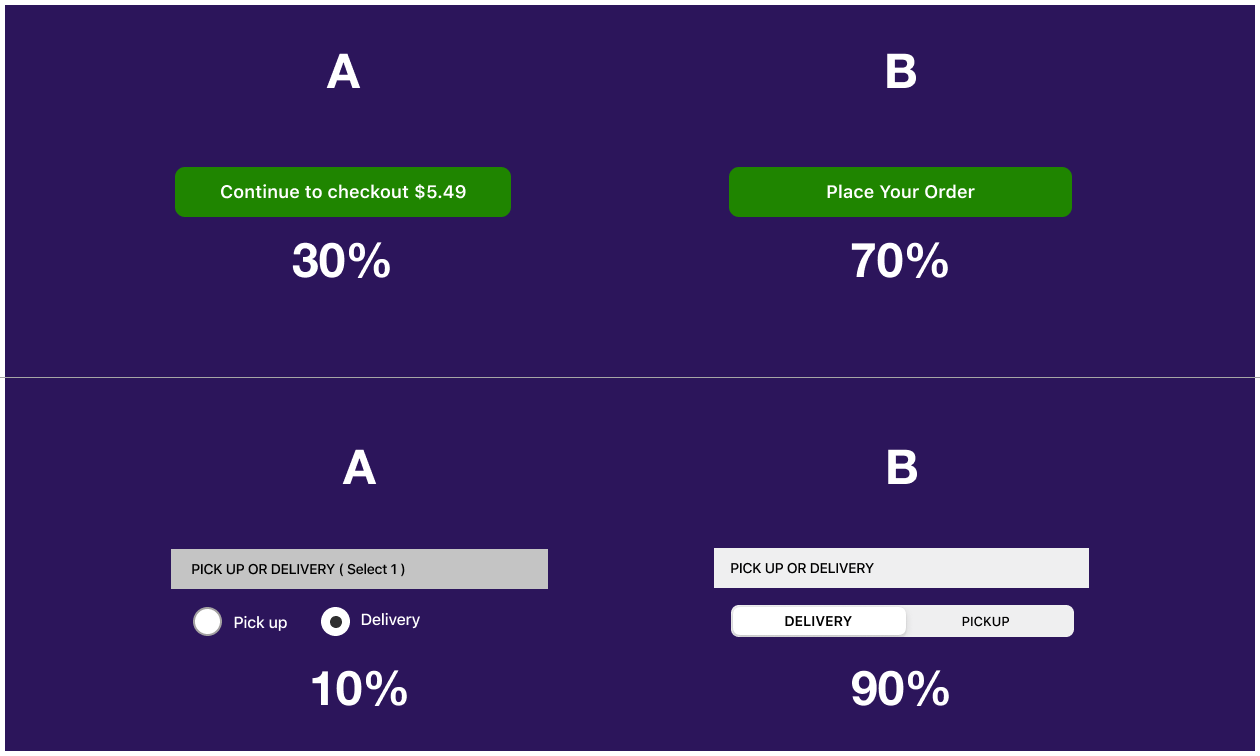 A
B
Continue to checkout $5.49
Place Your Order
30%
70%
A
B
PICK UP OR DELIVERY ( Select 1 )
PICK UP OR DELIVERY
Pick up
Delivery
DELIVERY
PICKUP
10%
90%